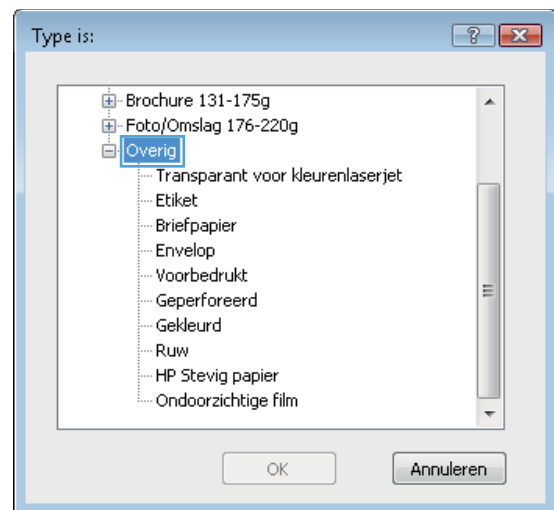 Type is:
Brochure 131-175g
Foto/Omslag 176-220g
Overig
Transparant voor kleurenlaserjet
Etiket
Briefpapier
Envelop
Voorbedrukt
Geperforeerd
Gekleurd
Ruw
HP Stevig papier
Ondoorzichtige film
OK Annuleren